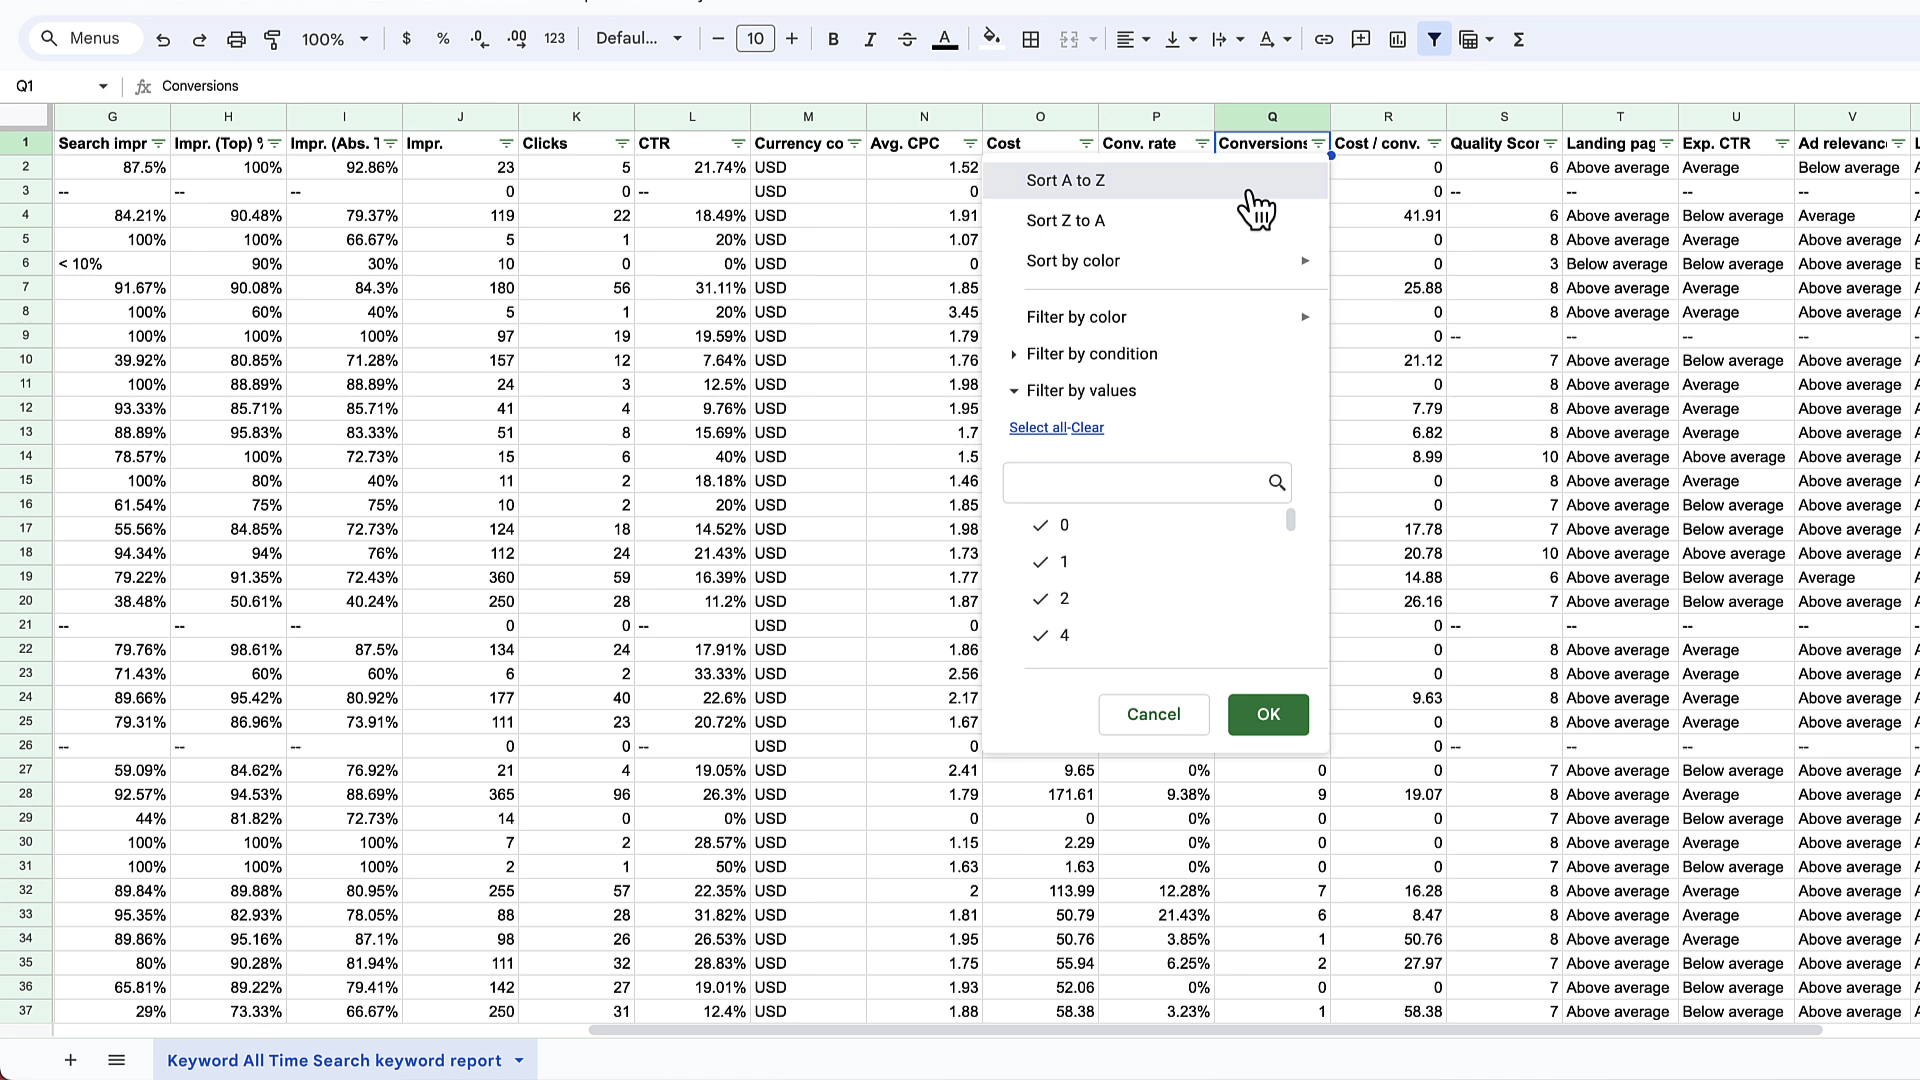 Menus 100% $ % .0 .00 123 Defaul... 10 B I A
Q1 fx Conversions
G H I J K L M N O P Q R S T U V
1 Search impr Impr. (Top) % Impr. (Abs. T Impr. Clicks CTR Currency co Avg. CPC Cost Conv. rate Conversions Cost / conv. Quality Scor Landing pag Exp. CTR Ad relevanc
2 87.5% 100% 92.86% 23 5 21.74% USD 1.52 0 6 Above average Average Below average
3 -- -- -- 0 0 -- USD 0 0 -- -- -- --
4 84.21% 90.48% 79.37% 119 22 18.49% USD 1.91 41.91 6 Above average Below average Average
5 100% 100% 66.67% 5 1 20% USD 1.07 0 8 Above average Average Above average
6 < 10% 90% 30% 10 0 0% USD 0 0 3 Below average Below average Above average
7 91.67% 90.08% 84.3% 180 56 31.11% USD 1.85 25.88 8 Above average Average Above average
8 100% 60% 40% 5 1 20% USD 3.45 0 8 Above average Average Above average
9 100% 100% 100% 97 19 19.59% USD 1.79 0 -- -- -- --
10 39.92% 80.85% 71.28% 157 12 7.64% USD 1.76 21.12 7 Above average Below average Above average
11 100% 88.89% 88.89% 24 3 12.5% USD 1.98 0 8 Above average Average Above average
12 93.33% 85.71% 85.71% 41 4 9.76% USD 1.95 7.79 8 Above average Average Above average
13 88.89% 95.83% 83.33% 51 8 15.69% USD 1.7 6.82 8 Above average Average Above average
14 78.57% 100% 72.73% 15 6 40% USD 1.5 8.99 10 Above average Above average Above average
15 100% 80% 40% 11 2 18.18% USD 1.46 0 8 Above average Average Above average
16 61.54% 75% 75% 10 2 20% USD 1.85 0 7 Above average Below average Above average
17 55.56% 84.85% 72.73% 124 18 14.52% USD 1.98 17.78 7 Above average Below average Above average
18 94.34% 94% 76% 112 24 21.43% USD 1.73 20.78 10 Above average Above average Above average
19 79.22% 91.35% 72.43% 360 59 16.39% USD 1.77 14.88 6 Above average Below average Average
20 38.48% 50.61% 40.24% 250 28 11.2% USD 1.87 26.16 7 Above average Below average Above average
21 -- -- -- 0 0 -- USD 0 0 -- -- -- --
22 79.76% 98.61% 87.5% 134 24 17.91% USD 1.86 0 8 Above average Average Above average
23 71.43% 60% 60% 6 2 33.33% USD 2.56 0 8 Above average Average Above average
24 89.66% 95.42% 80.92% 177 40 22.6% USD 2.17 9.63 8 Above average Average Above average
25 79.31% 86.96% 73.91% 111 23 20.72% USD 1.67 0 8 Above average Average Above average
26 -- -- -- 0 0 -- USD 0 0 -- -- -- --
27 59.09% 84.62% 76.92% 21 4 19.05% USD 2.41 9.65 0% 0 0 7 Above average Below average Above average
28 92.57% 94.53% 88.69% 365 96 26.3% USD 1.79 171.61 9.38% 9 19.07 8 Above average Average Above average
29 44% 81.82% 72.73% 14 0 0% USD 0 0 0% 0 0 7 Above average Below average Above average
30 100% 100% 100% 7 2 28.57% USD 1.15 2.29 0% 0 0 8 Above average Average Above average
31 100% 100% 100% 2 1 50% USD 1.63 1.63 0% 0 0 7 Above average Below average Above average
32 89.84% 89.88% 80.95% 255 57 22.35% USD 2 113.99 12.28% 7 16.28 8 Above average Average Above average
33 95.35% 82.93% 78.05% 88 28 31.82% USD 1.81 50.79 21.43% 6 8.47 8 Above average Average Above average
34 89.86% 95.16% 87.1% 98 26 26.53% USD 1.95 50.76 3.85% 1 50.76 8 Above average Average Above average
35 80% 90.28% 81.94% 111 32 28.83% USD 1.75 55.94 6.25% 2 27.97 7 Above average Below average Above average
36 65.81% 89.22% 79.41% 142 27 19.01% USD 1.93 52.06 0% 0 0 7 Above average Below average Above average
37 29% 73.33% 66.67% 250 31 12.4% USD 1.88 58.38 3.23% 1 58.38 7 Above average Below average Above average
Sort A to Z
Sort Z to A
Sort by color
Filter by color
Filter by condition
Filter by values
Select all-Clear
0
1
2
4
Cancel OK
Keyword All Time Search keyword report